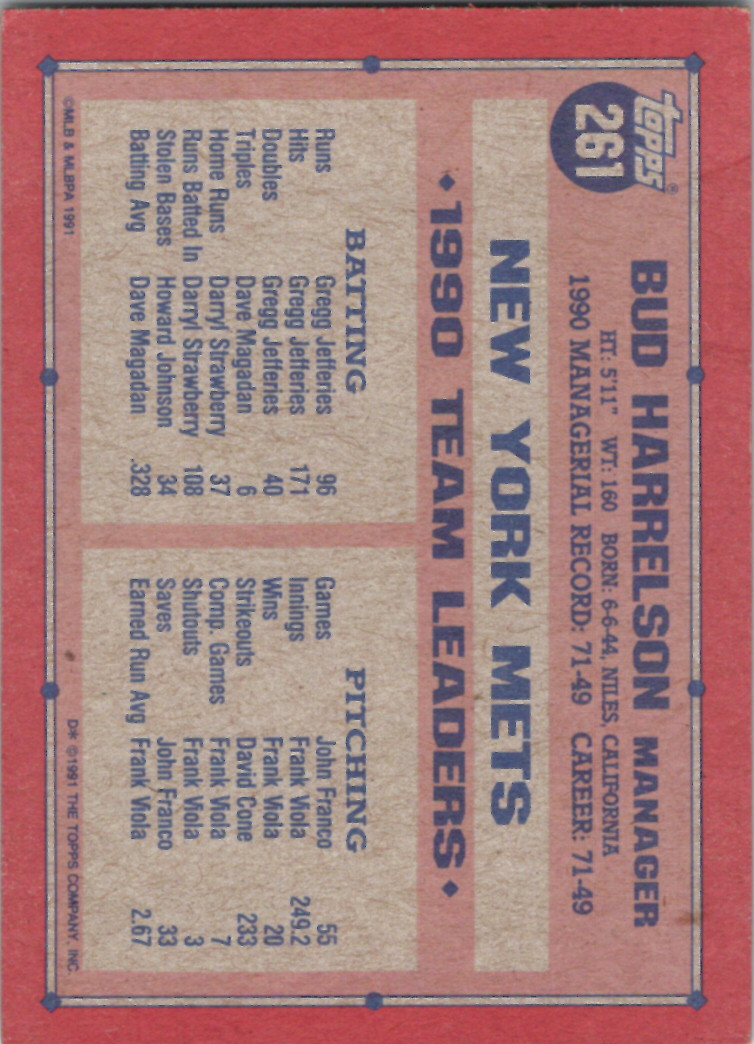 topps®
261
BUD HARRELSON MANAGER
HT: 5'11" WT: 160 BORN: 6-6-44, NILES, CALIFORNIA
1990 MANAGERIAL RECORD: 71-49 CAREER: 71-49
NEW YORK METS
♦ 1990 TEAM LEADERS ♦
BATTING
Runs Gregg Jefferies 96
Hits Gregg Jefferies 171
Doubles Gregg Jefferies 40
Triples Dave Magadan 6
Home Runs Darryl Strawberry 37
Runs Batted In Darryl Strawberry 108
Stolen Bases Howard Johnson 34
Batting Avg Dave Magadan .328
PITCHING
Games John Franco 55
Innings Frank Viola 249.2
Wins Frank Viola 20
Strikeouts David Cone 233
Comp. Games Frank Viola 7
Shutouts Frank Viola 3
Saves John Franco 33
Earned Run Avg Frank Viola 2.67
©MLB & MLBPA 1991
D* ©1991 THE TOPPS COMPANY, INC.